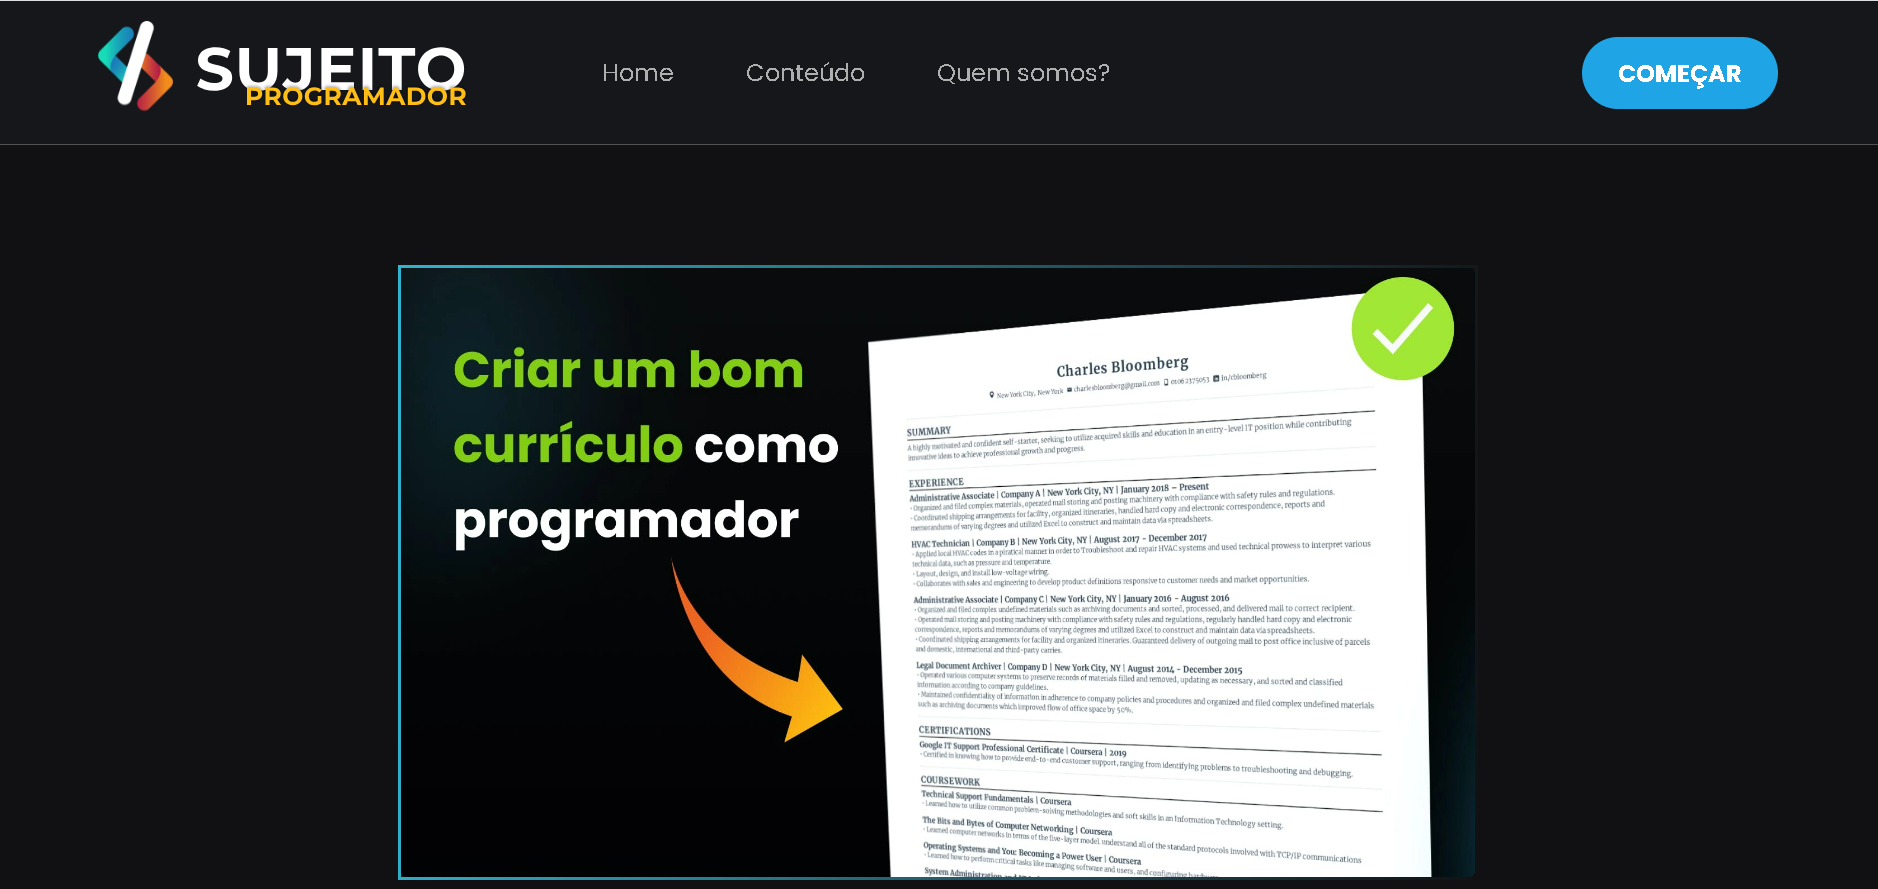 SUJEITO
PROGRAMADOR
Home
Conteúdo
Quem somos?
COMEÇAR
Criar um bom
currículo como
programador
Charles Bloomberg
New York City, New York charlesbloomberg@gmail.com 01062375053 in/cbloomberg
SUMMARY
A highly motivated and confident self-starter, seeking to utilize acquired skills and education in an entry-level IT position while contributing
innovative ideas to achieve professional growth and progress.
EXPERIENCE
Administrative Associate | Company A | New York City, NY | January 2018 – Present
· Organized and filed complex materials, operated mail storing and posting machinery with compliance with safety rules and regulations.
· Coordinated shipping arrangements for facility, organized itineraries, handled hard copy and electronic correspondence, reports and
memorandums of varying degrees and utilized Excel to construct and maintain data via spreadsheets.
HVAC Technician | Company B | New York City, NY | August 2017 - December 2017
· Applied local HVAC codes in a piratical manner in order to Troubleshoot and repair HVAC systems and used technical prowess to interpret various
technical data, such as pressure and temperature.
· Layout, design, and install low-voltage wiring.
· Collaborates with sales and engineering to develop product definitions responsive to customer needs and market opportunities.
Administrative Associate | Company C | New York City, NY | January 2016 - August 2016
· Organized and filed complex undefined materials such as archiving documents and sorted, processed, and delivered mail to correct recipient.
· Operated mail storing and posting machinery with compliance with safety rules and regulations, regularly handled hard copy and electronic
correspondence, reports and memorandums of varying degrees and utilized Excel to construct and maintain data via spreadsheets.
· Coordinated shipping arrangements for facility and organized itineraries. Guaranteed delivery of outgoing mail to post office inclusive of parcels
and domestic, international and third-party carries.
Legal Document Archiver | Company D | New York City, NY | August 2014 - December 2015
· Operated various computer systems to preserve records of materials filled and removed, updating as necessary, and sorted and classified
information according to company guidelines.
· Maintained confidentiality of information in adherence to company policies and procedures and organized and filed complex undefined materials
such as archiving documents which improved flow of office space by 50%.
CERTIFICATIONS
Google IT Support Professional Certificate | Coursera | 2019
· Certified in knowing how to provide end-to-end customer support, ranging from identifying problems to troubleshooting and debugging.
COURSEWORK
Technical Support Fundamentals | Coursera
· Learned how to utilize common problem-solving methodologies and soft skills in an Information Technology setting.
The Bits and Bytes of Computer Networking | Coursera
· Learned computer networks in terms of the five-layer model. understand all of the standard protocols involved with TCP/IP communications
Operating Systems and You: Becoming a Power User | Coursera
· Learned how to perform critical tasks like managing software and users, and configuring
System Administration and